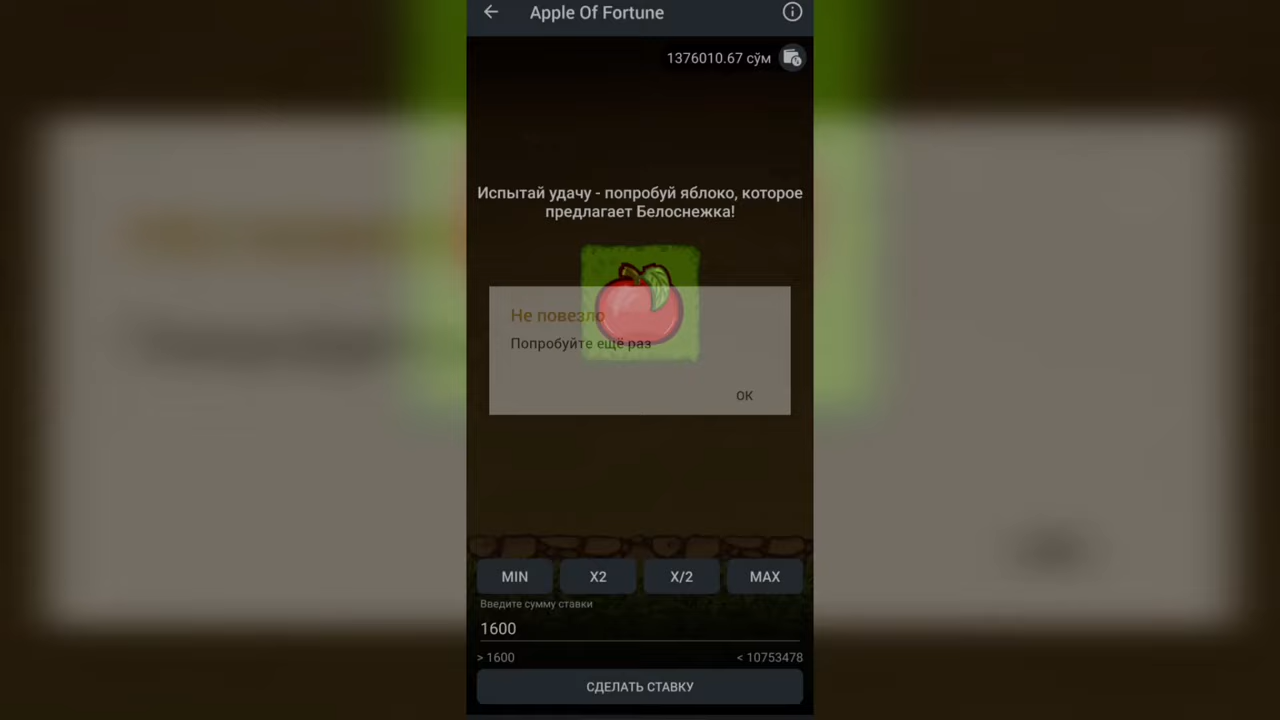 Apple Of Fortune
1376010.67 сўм
Испытай удачу - попробуй яблоко, которое
предлагает Белоснежка!
Не повезло
Попробуйте ещё раз
ОК
MIN
X2
X/2
MAX
Введите сумму ставки
1600
> 1600
< 10753478
СДЕЛАТЬ СТАВКУ